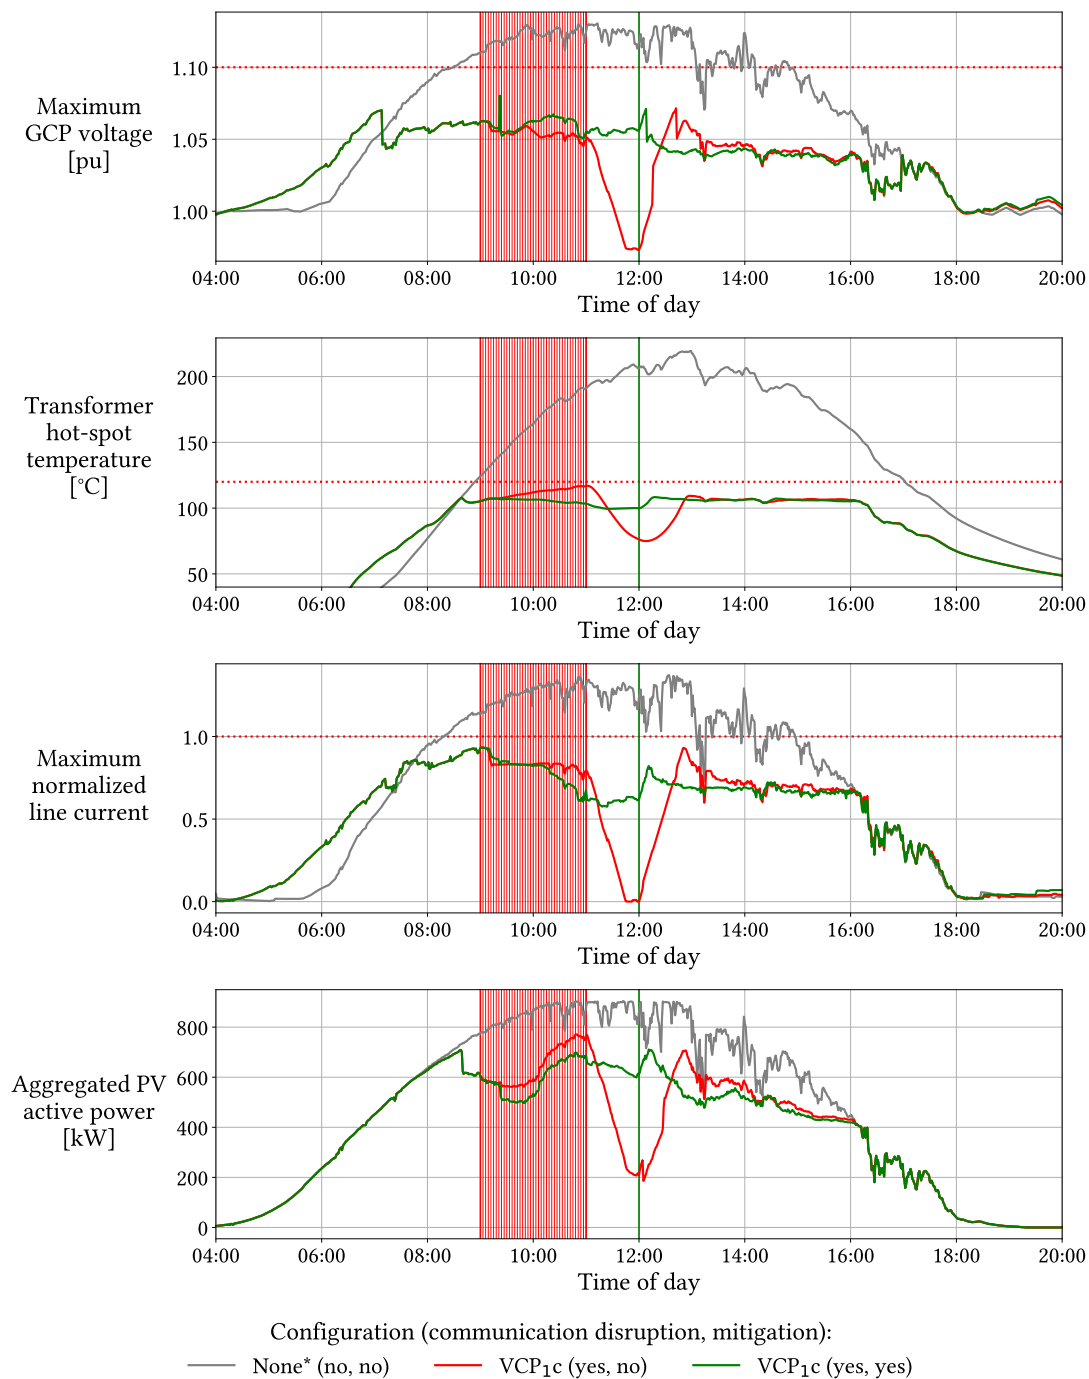 Maximum
GCP voltage
[pu]
1.10
1.05
1.00
04:00 06:00 08:00 10:00 12:00 14:00 16:00 18:00 20:00
Time of day
Transformer
hot-spot
temperature
[°C]
200
150
100
50
04:00 06:00 08:00 10:00 12:00 14:00 16:00 18:00 20:00
Time of day
Maximum
normalized
line current
1.0
0.5
0.0
04:00 06:00 08:00 10:00 12:00 14:00 16:00 18:00 20:00
Time of day
Aggregated PV
active power
[kW]
800
600
400
200
0
04:00 06:00 08:00 10:00 12:00 14:00 16:00 18:00 20:00
Time of day
Configuration (communication disruption, mitigation):
None* (no, no) VCP₁c (yes, no) VCP₁c (yes, yes)